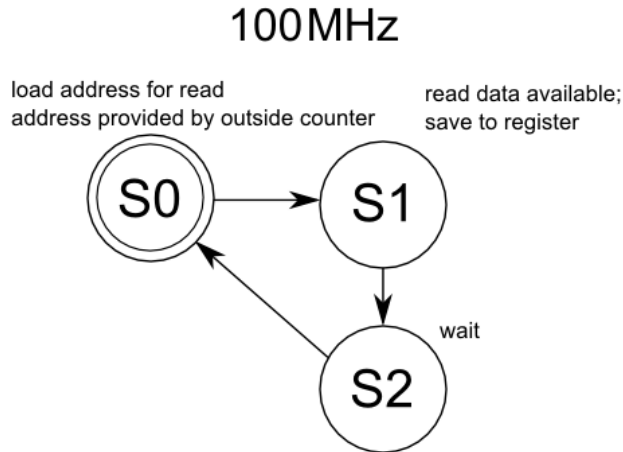 100MHz
load address for read
address provided by outside counter
read data available;
save to register
S0
S1
wait
S2